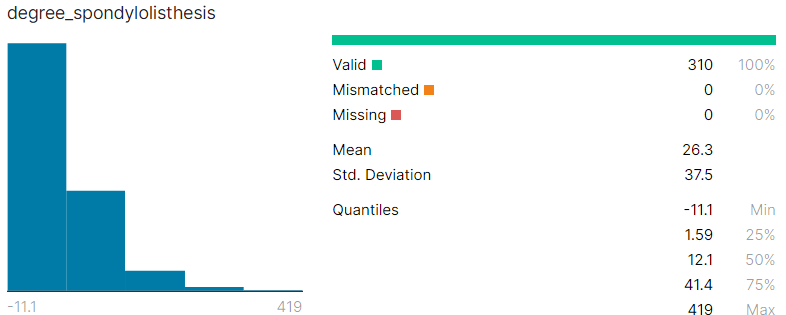 degree_spondylolisthesis
-11.1 419
Valid 310 100%
Mismatched 0 0%
Missing 0 0%
Mean 26.3
Std. Deviation 37.5
Quantiles -11.1 Min
1.59 25%
12.1 50%
41.4 75%
419 Max